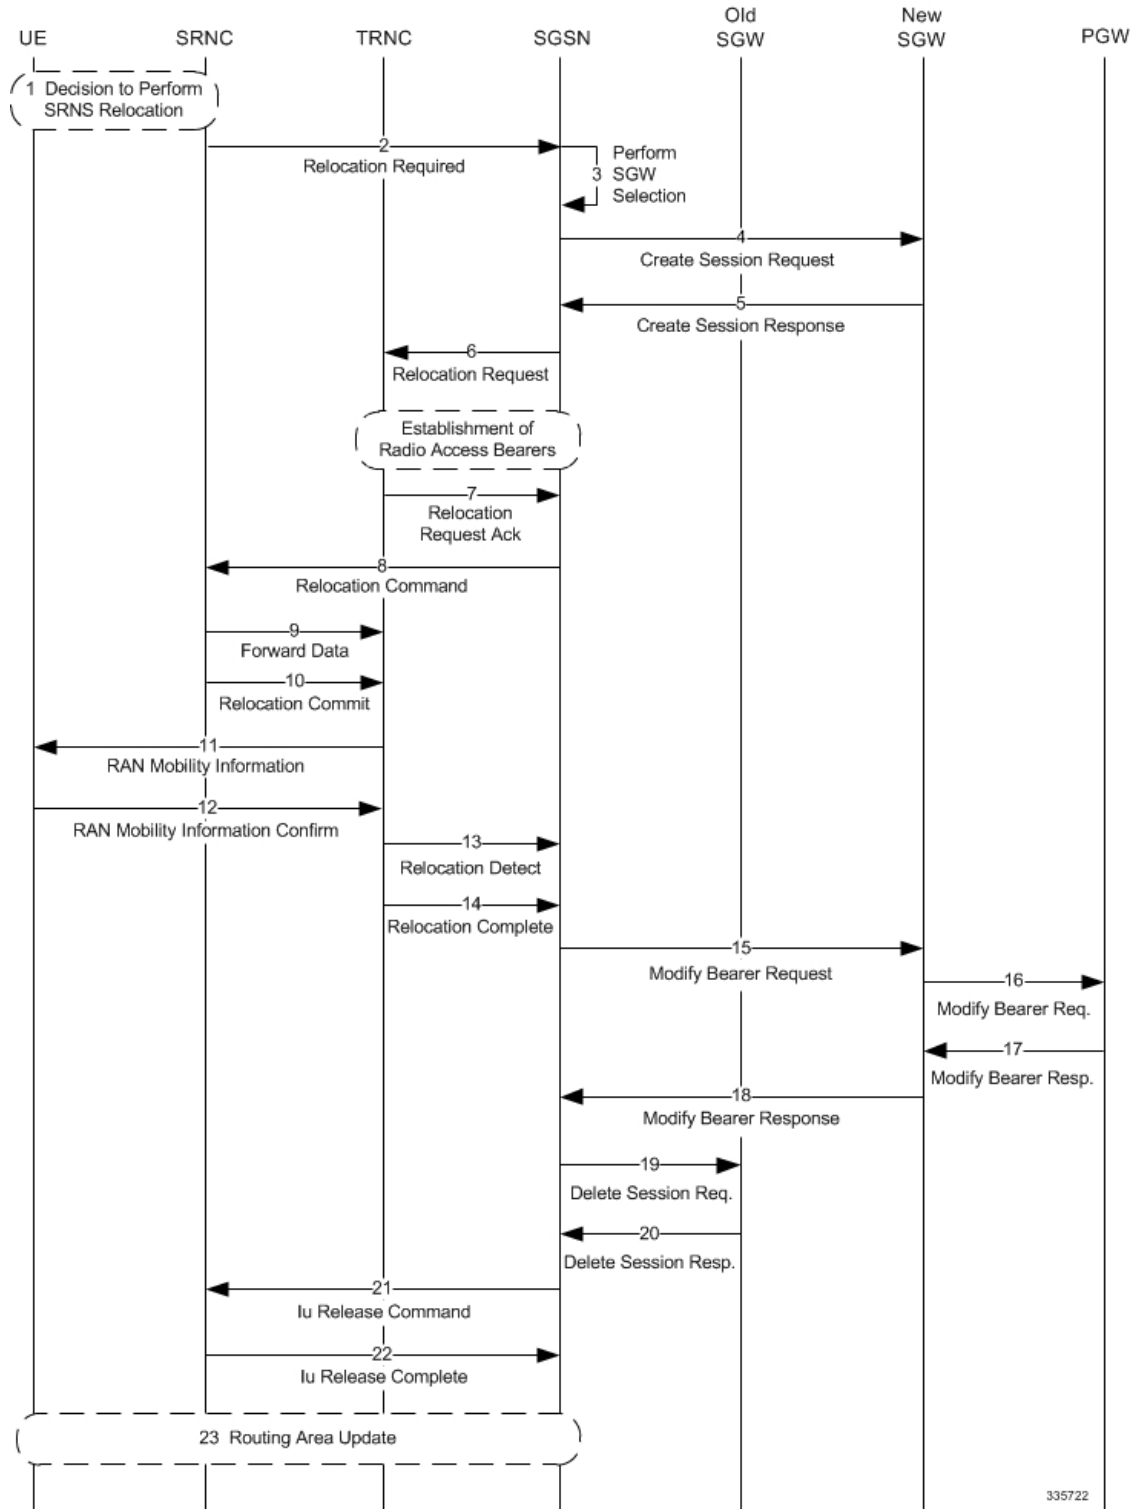 Old
New
UE
SRNC
TRNC
SGSN
SGW
SGW
PGW
1 Decision to Perform
SRNS Relocation
2
Relocation Required
Perform
3 SGW
Selection
4
Create Session Request
5
Create Session Response
6
Relocation Request
Establishment of
Radio Access Bearers
7
Relocation
Request Ack
8
Relocation Command
9
Forward Data
10
Relocation Commit
11
RAN Mobility Information
12
RAN Mobility Information Confirm
13
Relocation Detect
14
Relocation Complete
15
Modify Bearer Request
16
Modify Bearer Req.
17
Modify Bearer Resp.
18
Modify Bearer Response
19
Delete Session Req.
20
Delete Session Resp.
21
Iu Release Command
22
Iu Release Complete
23 Routing Area Update
335722